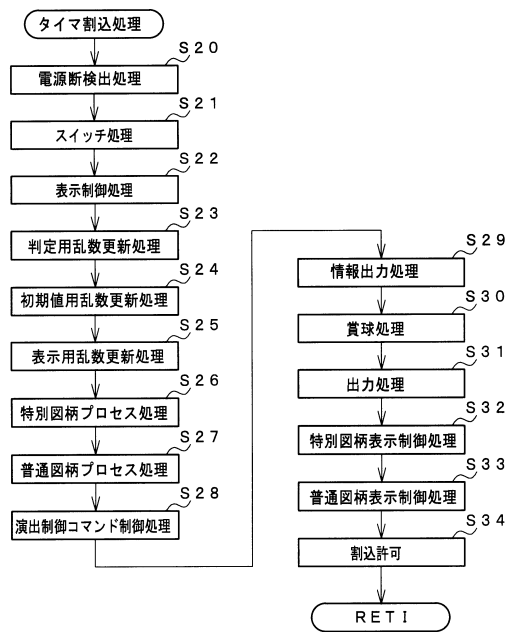 タイマ割込処理
S20
電源断検出処理
S21
スイッチ処理
S22
表示制御処理
S23
判定用乱数更新処理
S24
初期値用乱数更新処理
S25
表示用乱数更新処理
S26
特別図柄プロセス処理
S27
普通図柄プロセス処理
S28
演出制御コマンド制御処理
S29
情報出力処理
S30
賞球処理
S31
出力処理
S32
特別図柄表示制御処理
S33
普通図柄表示制御処理
S34
割込許可
RETI